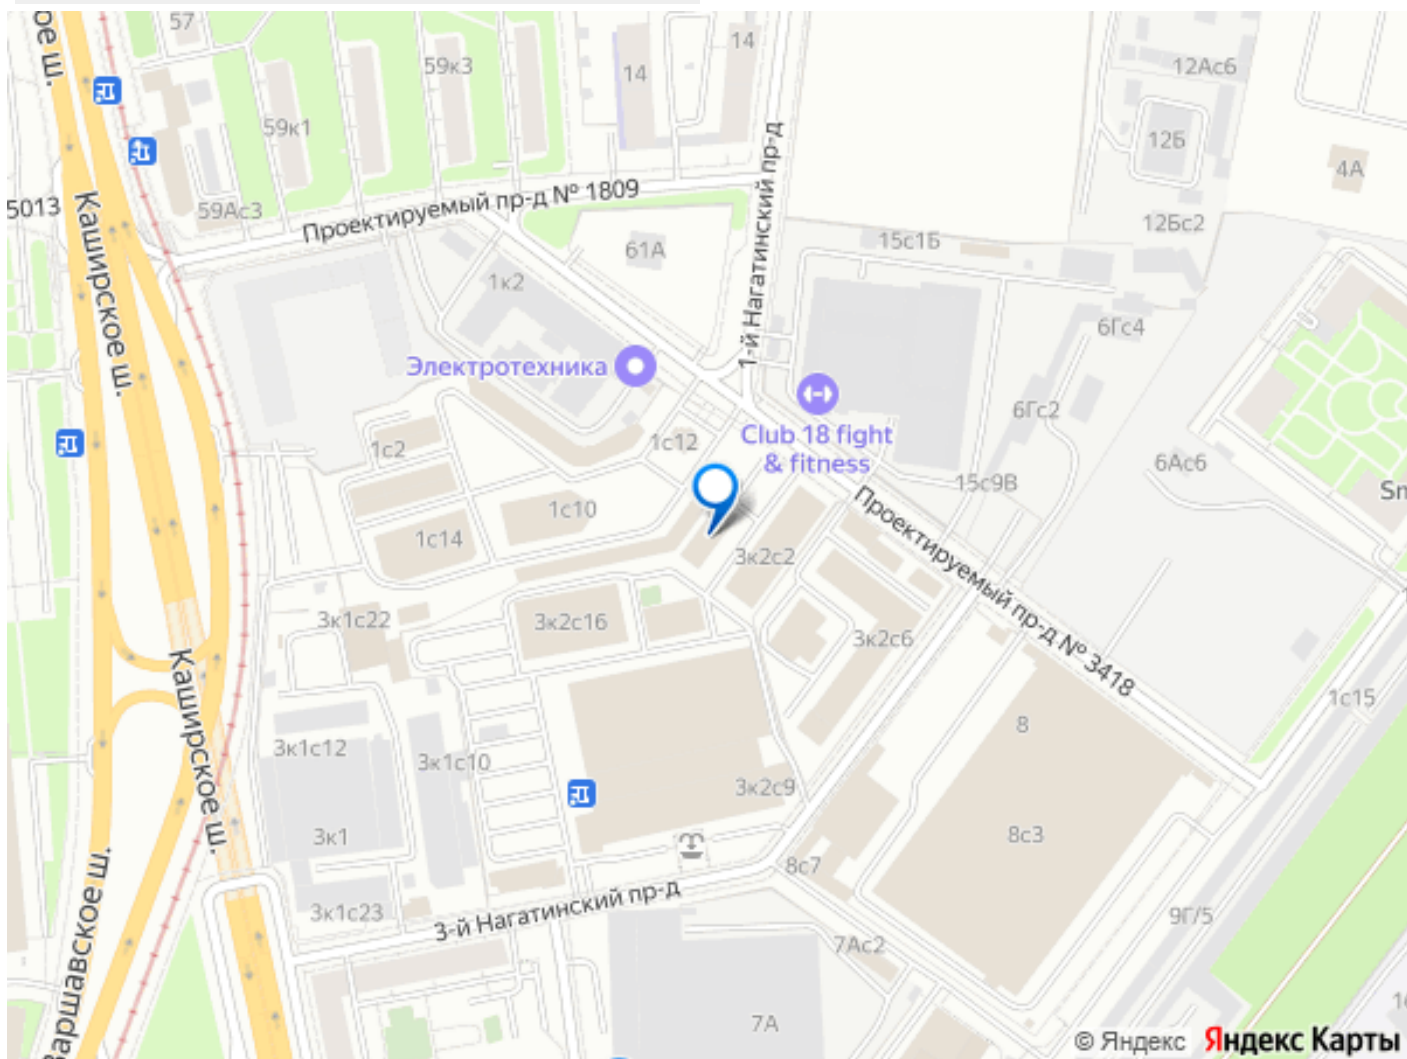 57
59к3
14
14
12Ас6
ое ш.
59к1
12Б
4А
5013
59Ас3
Проектируемый пр-д № 1809
1-й Нагатинский пр-д
12Бс2
61А
15с1Б
Каширское ш.
1к2
6Гс4
Электротехника
6Гс2
Club 18 fight
& fitness
1с2
1с12
6Ас6
15с9В
Sm
1с10
1с14
Проектируемый пр-д № 3418
3к2с2
3к1с22
3к2с16
3к2с6
Каширское ш.
1с15
8
3к1с12
3к1с10
3к2с9
3к1
8с3
8с7
3к1с23
3-й Нагатинский пр-д
9Г/5
7Ас2
Варшавское ш.
7А
© Яндекс Яндекс Карты